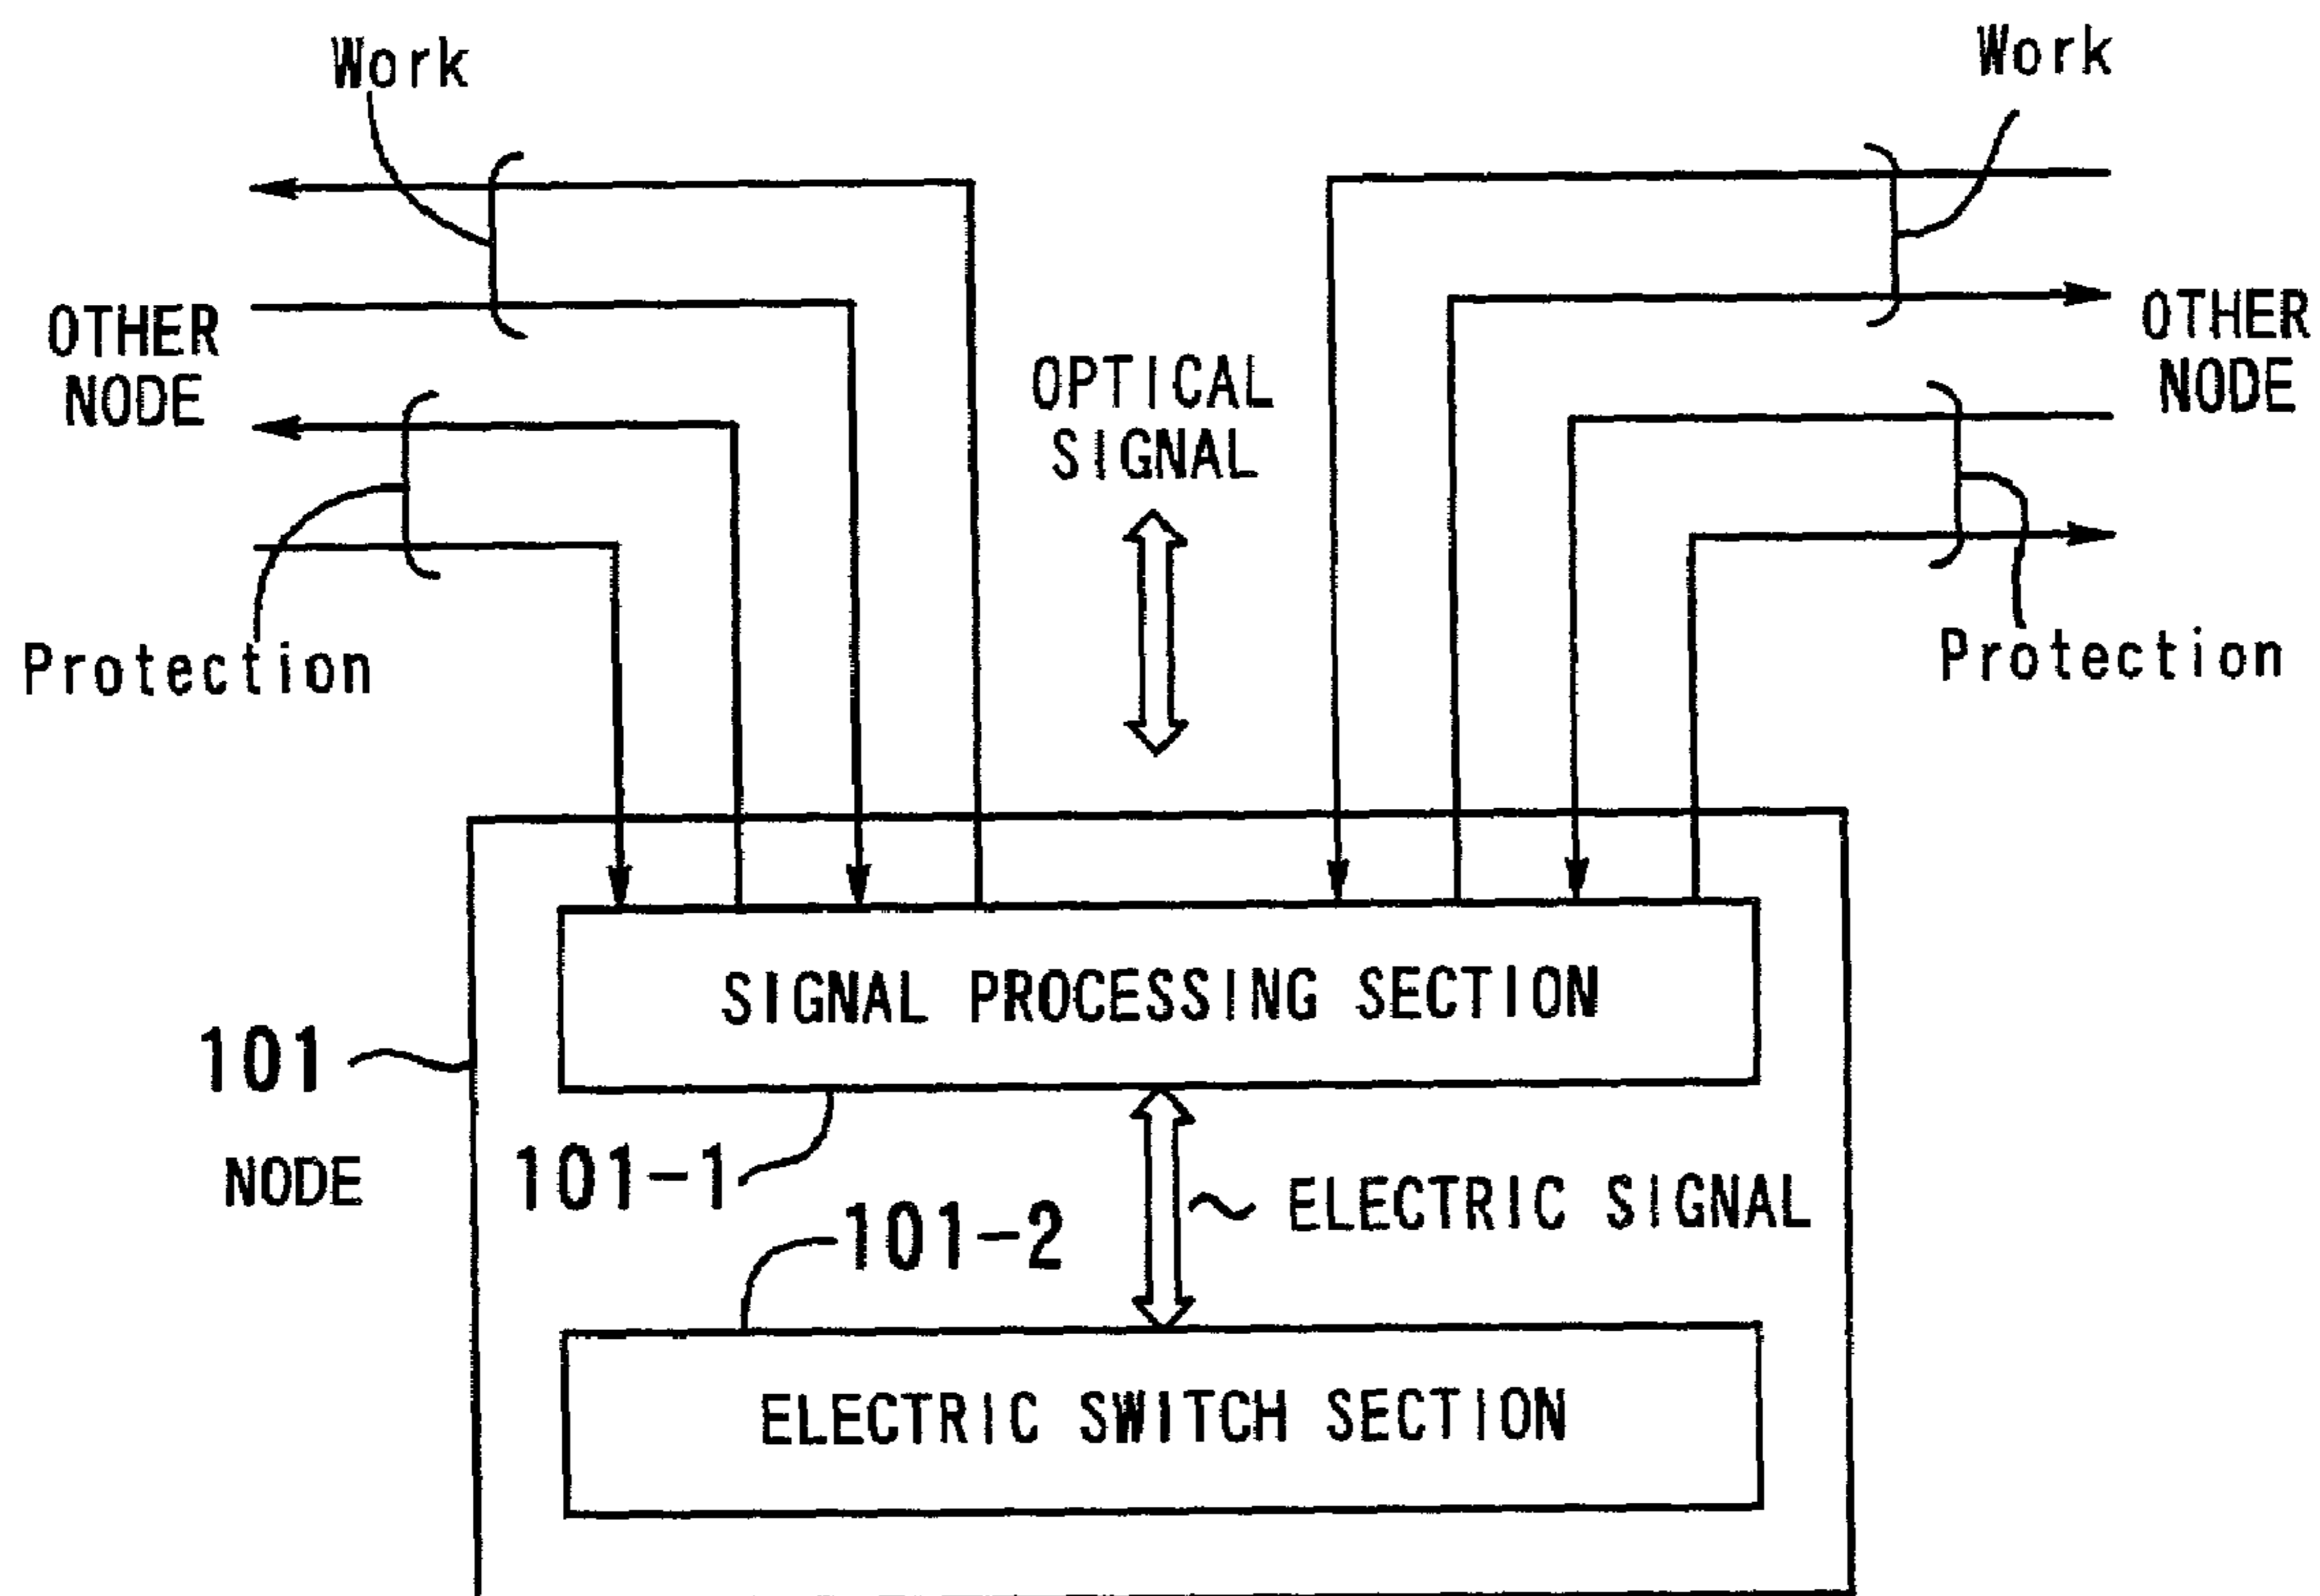 Work
Work
OTHER
NODE
OPTICAL
SIGNAL
OTHER
NODE
Protection
Protection
SIGNAL PROCESSING SECTION
101
NODE
101-1
ELECTRIC SIGNAL
101-2
ELECTRIC SWITCH SECTION